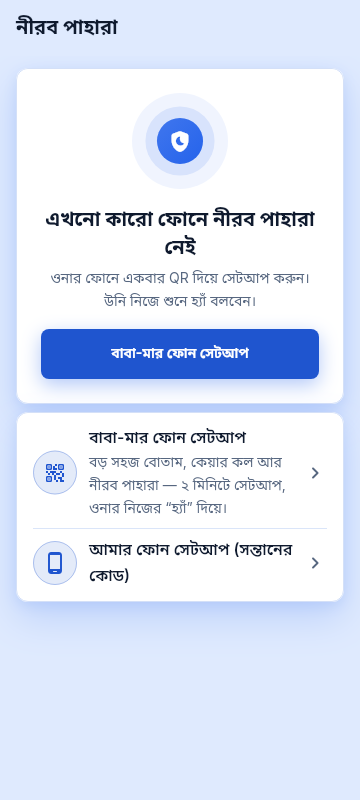 নীরব পাহারা
এখনো কারো ফোনে নীরব পাহারা
নেই
ওনার ফোনে একবার QR দিয়ে সেটআপ করুন।
উনি নিজে শুনে হ্যাঁ বলবেন।
বাবা-মার ফোন সেটআপ
বাবা-মার ফোন সেটআপ
বড় সহজ বোতাম, কেয়ার কল আর
নীরব পাহারা — ২ মিনিটে সেটআপ,
ওনার নিজের “হ্যাঁ” দিয়ে।
আমার ফোন সেটআপ (সন্তানের
কোড)